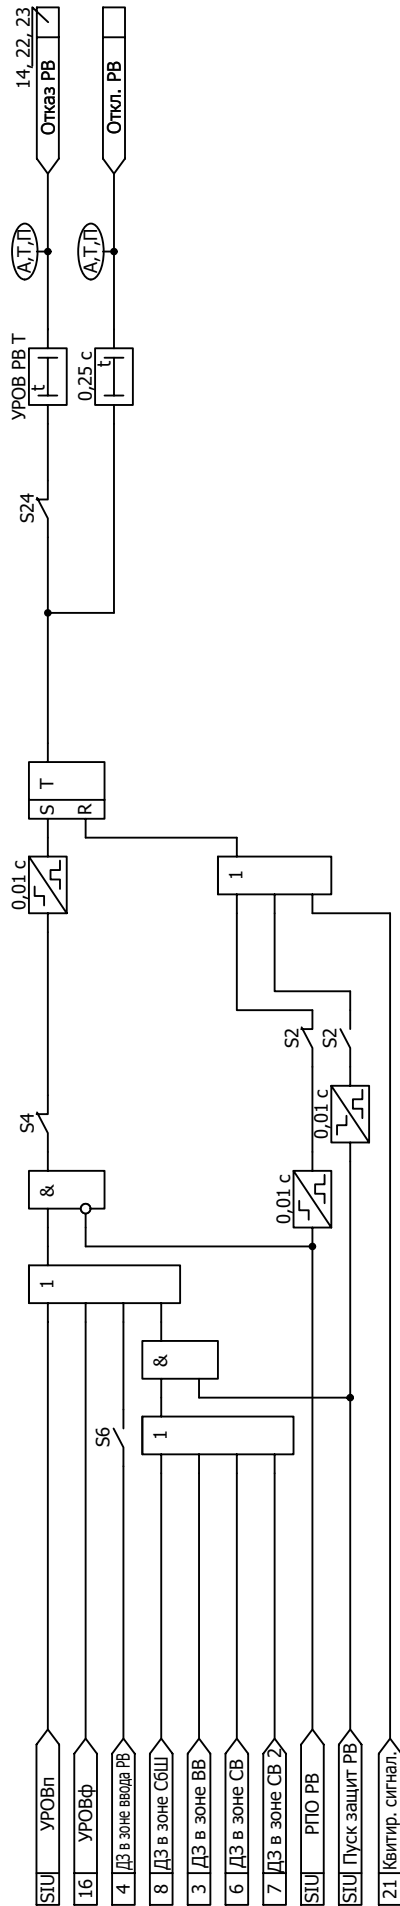 SIU УРОВп
16 УРОВф
4 ДЗ в зоне ввода РВ
8 ДЗ в зоне СбШ
3 ДЗ в зоне ВВ
6 ДЗ в зоне СВ
7 ДЗ в зоне СВ 2
SIU РПО РВ
SIU Пуск защит РВ
21 Квитир. сигнал.
S6
1
1
&
&
S4
0,01 с
0,01 с
S2
S2
1
0,01 с
S T
R
S24
УРОВ РВ Т
t
0,25 с
t
А,Т,П
А,Т,П
Отказ РВ
14, 22, 23
Откл. РВ